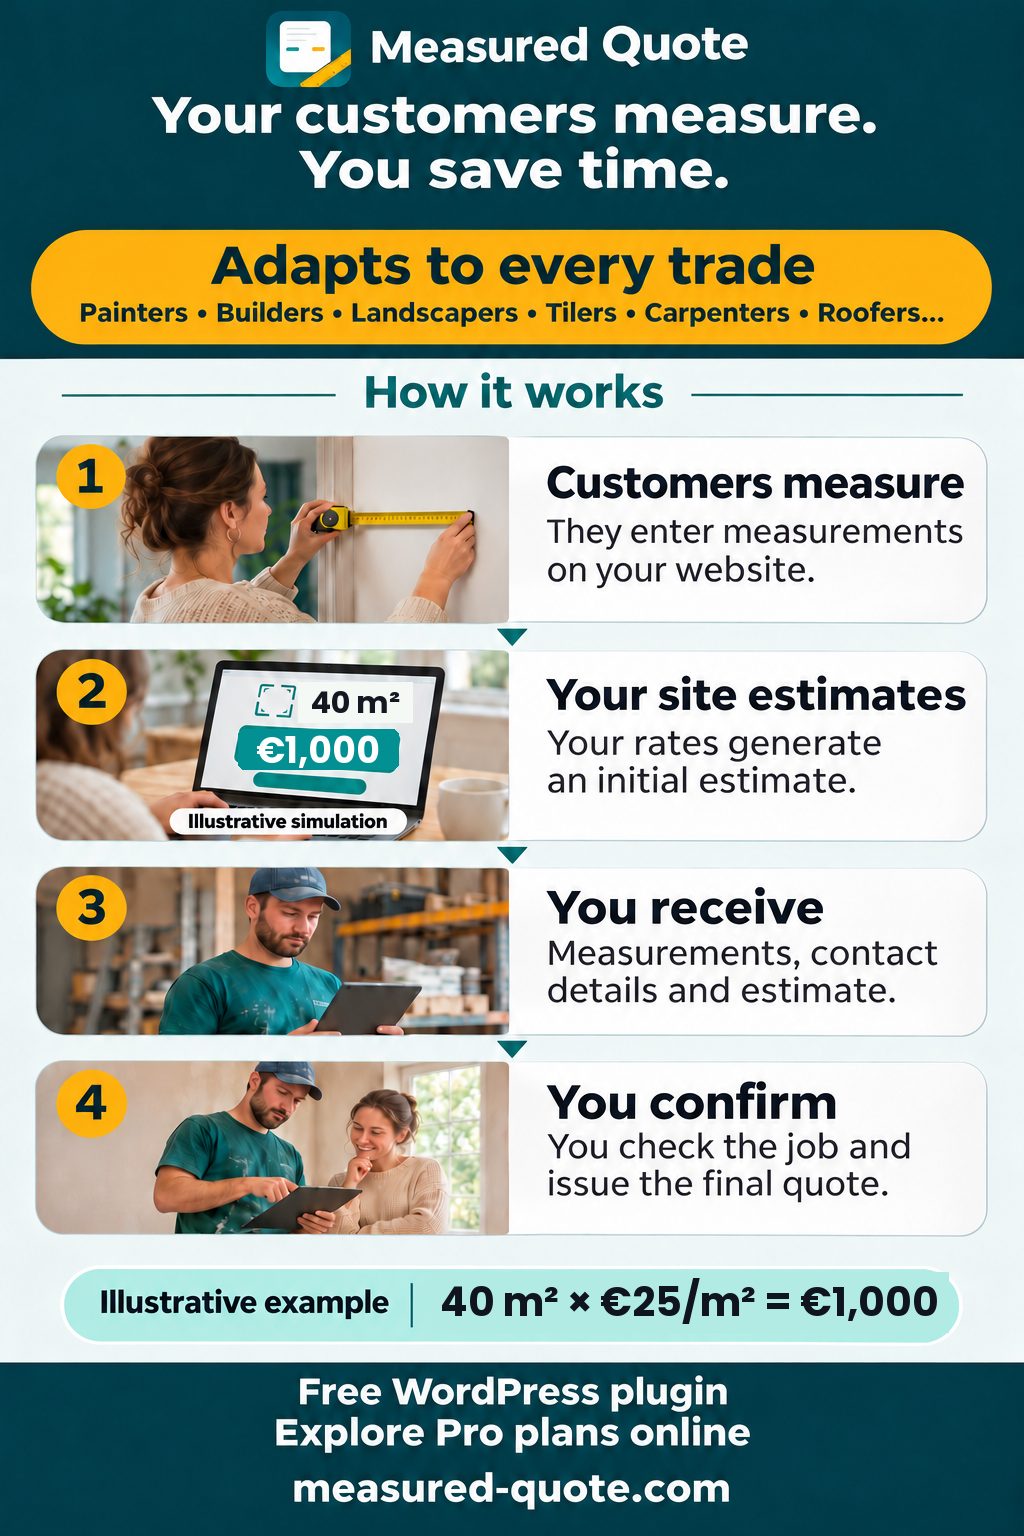 Measured Quote
Your customers measure.
You save time.
Adapts to every trade
Painters • Builders • Landscapers • Tilers • Carpenters • Roofers...
How it works
1
Customers measure
They enter measurements
on your website.
2
40 m²
€1,000
Illustrative simulation
Your site estimates
Your rates generate
an initial estimate.
3
You receive
Measurements, contact
details and estimate.
4
You confirm
You check the job and
issue the final quote.
Illustrative example | 40 m² × €25/m² = €1,000
Free WordPress plugin
Explore Pro plans online
measured-quote.com